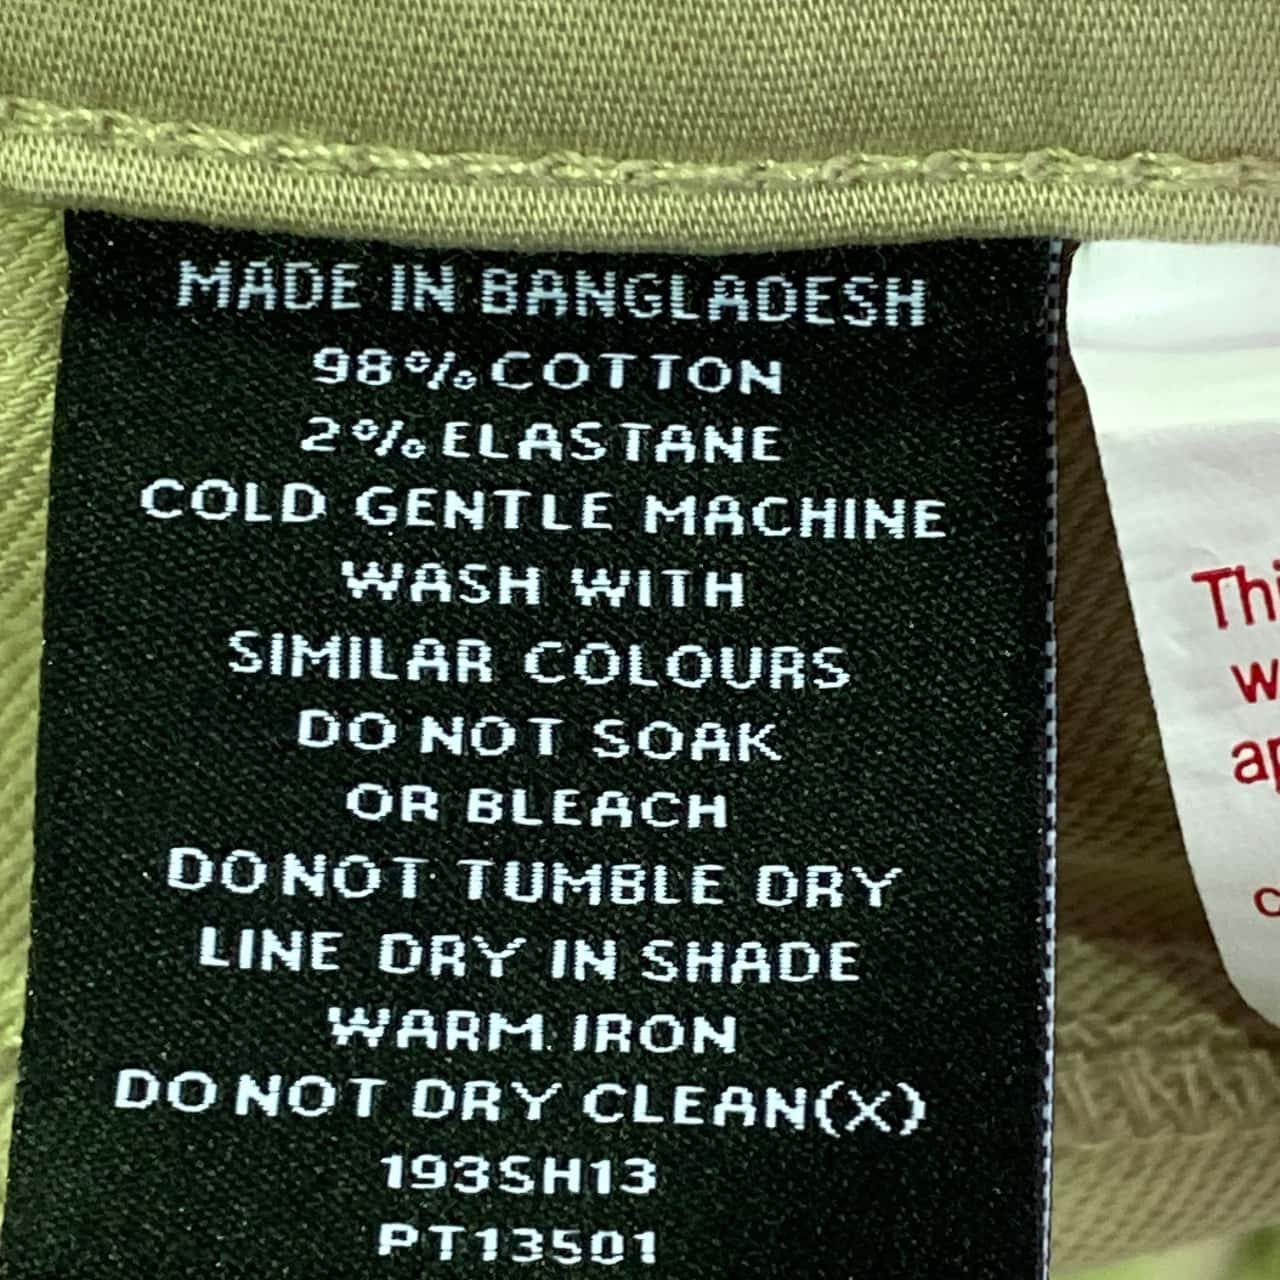 MADE IN BANGLADESH
98% COTTON
2% ELASTANE
COLD GENTLE MACHINE
WASH WITH
SIMILAR COLOURS
DO NOT SOAK
OR BLEACH
DO NOT TUMBLE DRY
LINE DRY IN SHADE
WARM IRON
DO NOT DRY CLEAN(X)
193SH13
PT13501